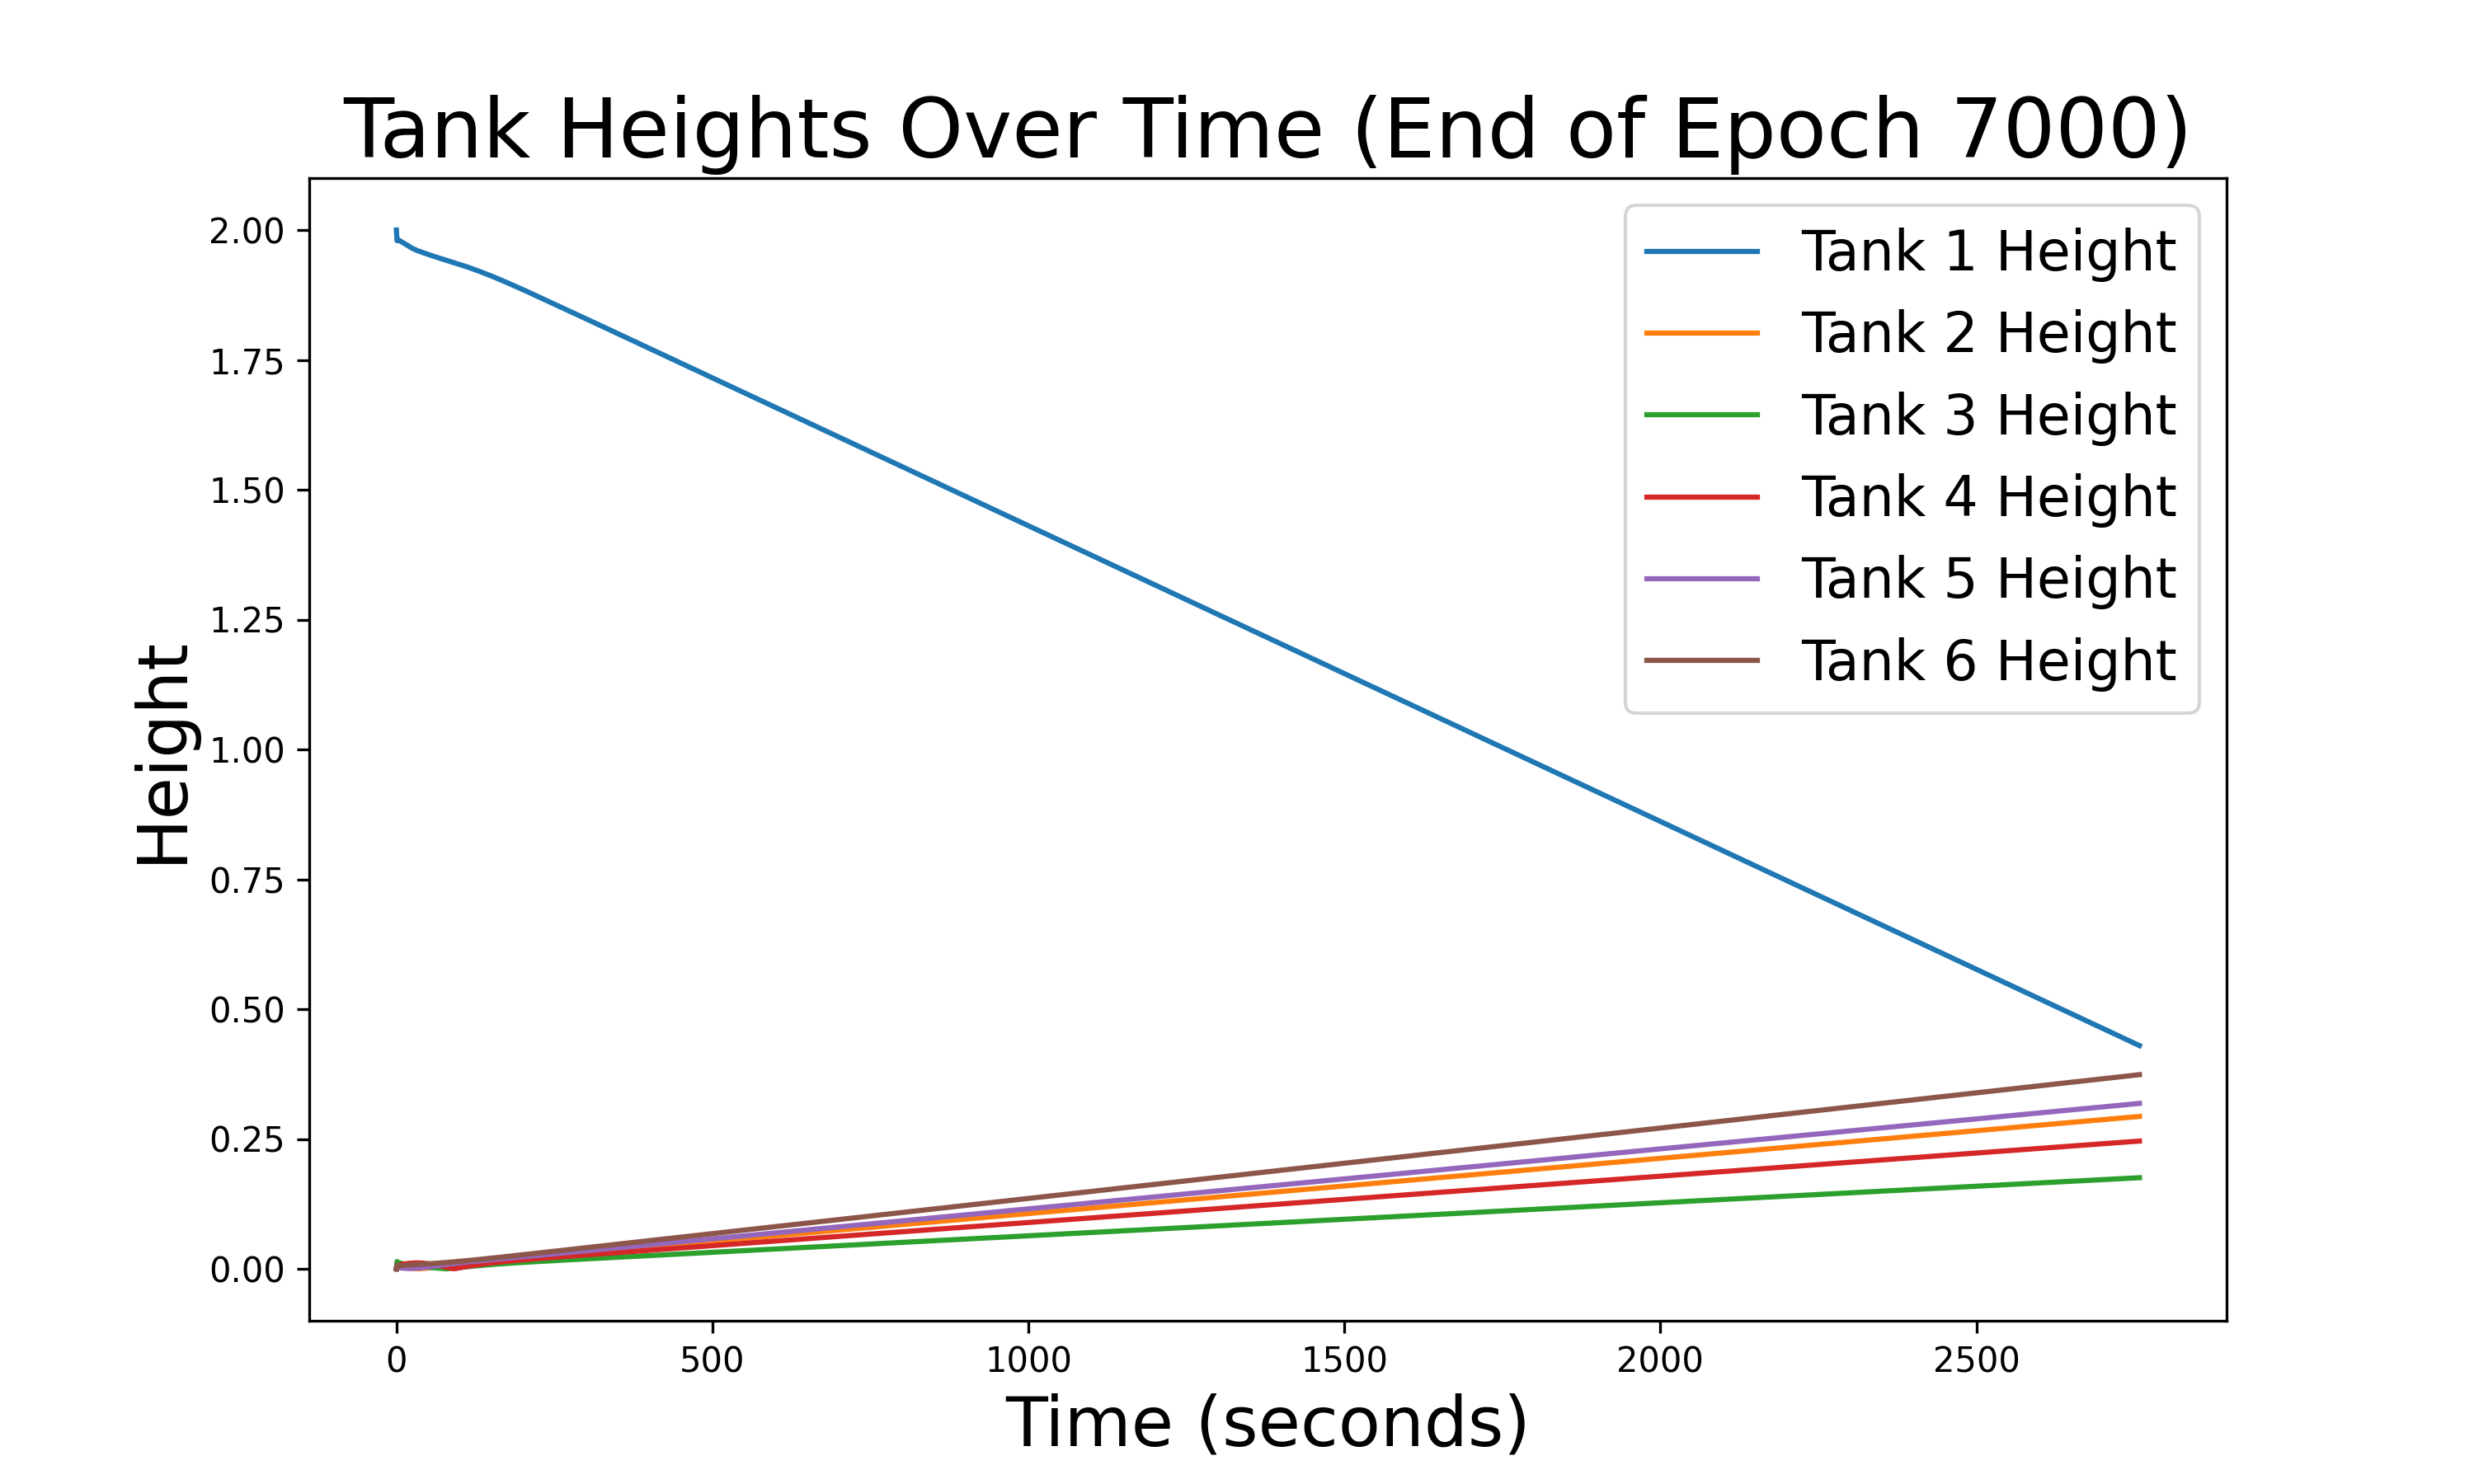 Tank Heights Over Time (End of Epoch 7000)
2.00
1.75
1.50
1.25
1.00
0.75
0.50
0.25
0.00
Height
Tank 1 Height
Tank 2 Height
Tank 3 Height
Tank 4 Height
Tank 5 Height
Tank 6 Height
0 500 1000 1500 2000 2500
Time (seconds)